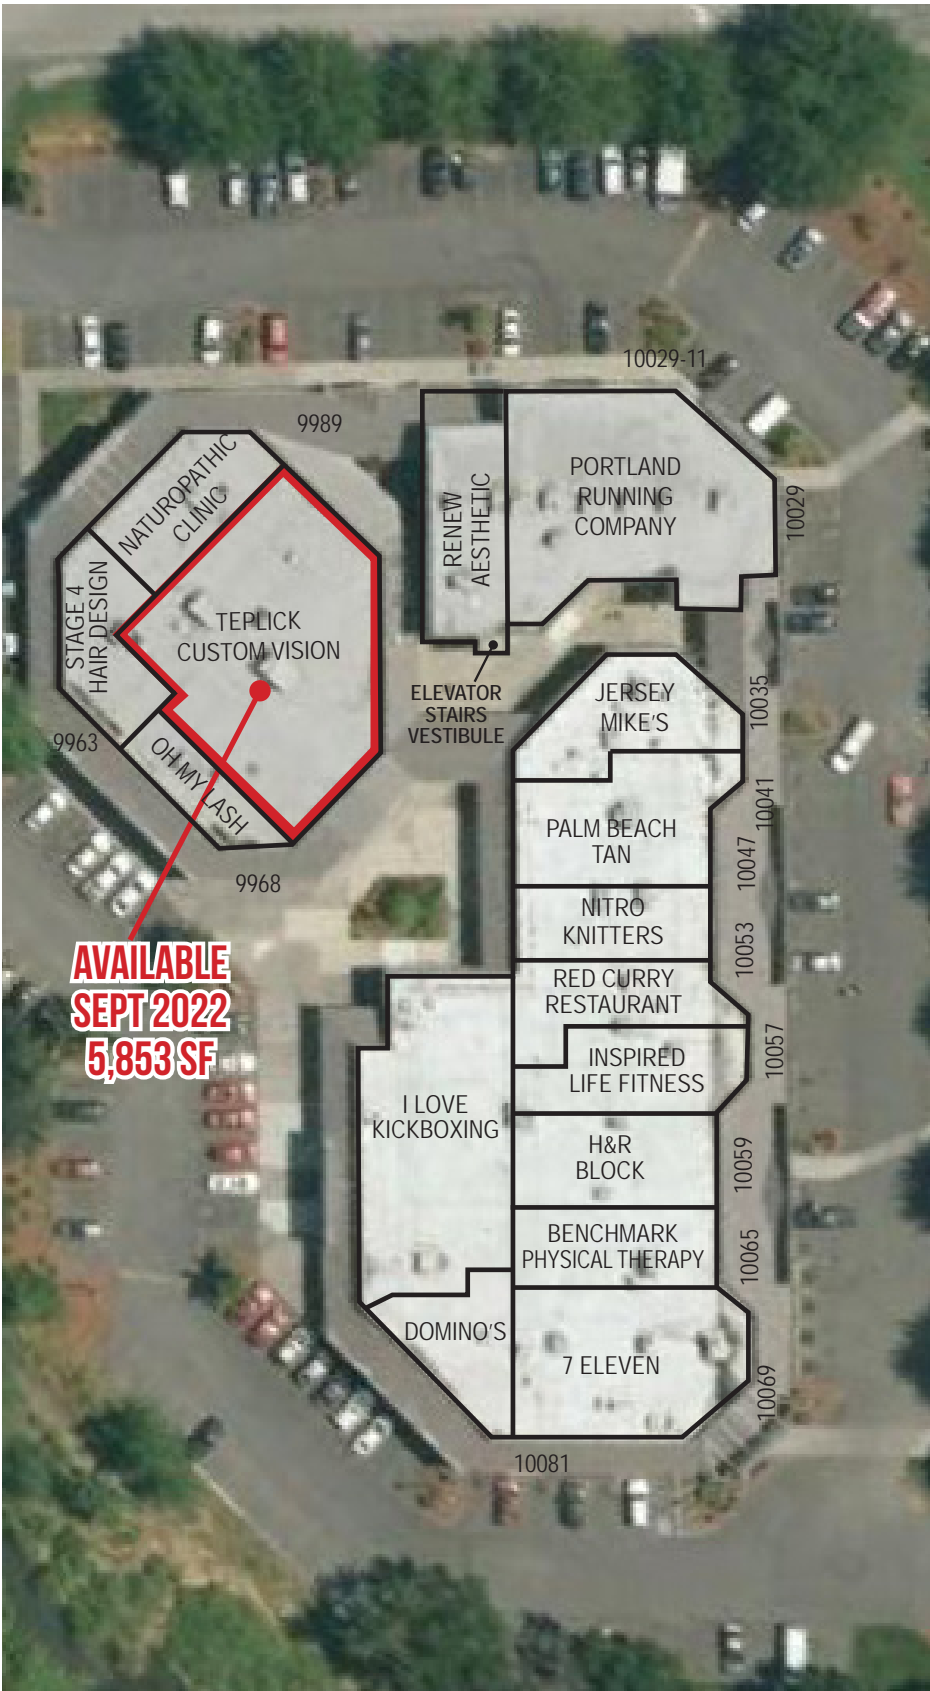 10029-11
9989
NATUROPATHIC
CLINIC
RENEW
AESTHETIC
PORTLAND
RUNNING
COMPANY
10029
STAGE 4
HAIR DESIGN
TEPLICK
CUSTOM VISION
ELEVATOR
STAIRS
VESTIBULE
JERSEY
MIKE'S
10035
9963
OH MY LASH
10041
PALM BEACH
TAN
10047
9968
NITRO
KNITTERS
10053
AVAILABLE
SEPT 2022
5,853 SF
RED CURRY
RESTAURANT
INSPIRED
LIFE FITNESS
10057
I LOVE
KICKBOXING
H&R
BLOCK
10059
BENCHMARK
PHYSICAL THERAPY
10065
DOMINO'S
7 ELEVEN
10069
10081